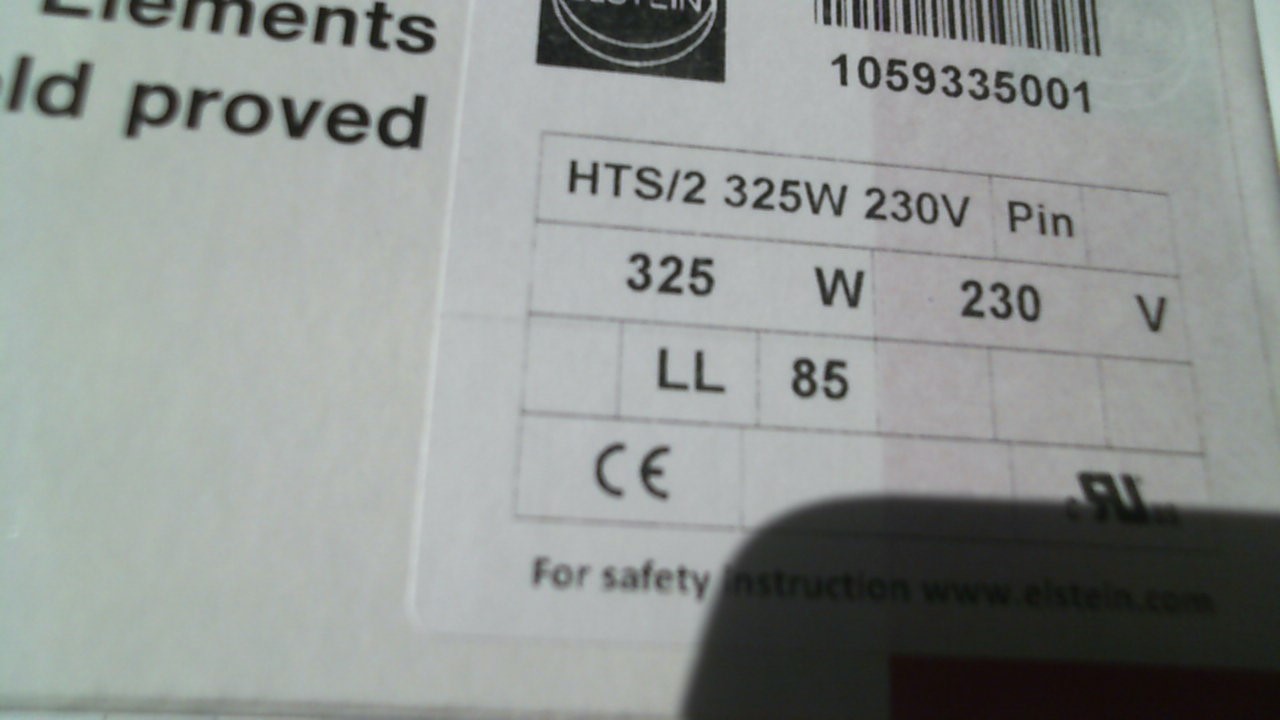 Elements
proved
ELSTEIN
1059335001
HTS/2 325W 230V Pin
325 W 230 V
LL 85
CE
For safety instruction www.elstein.com